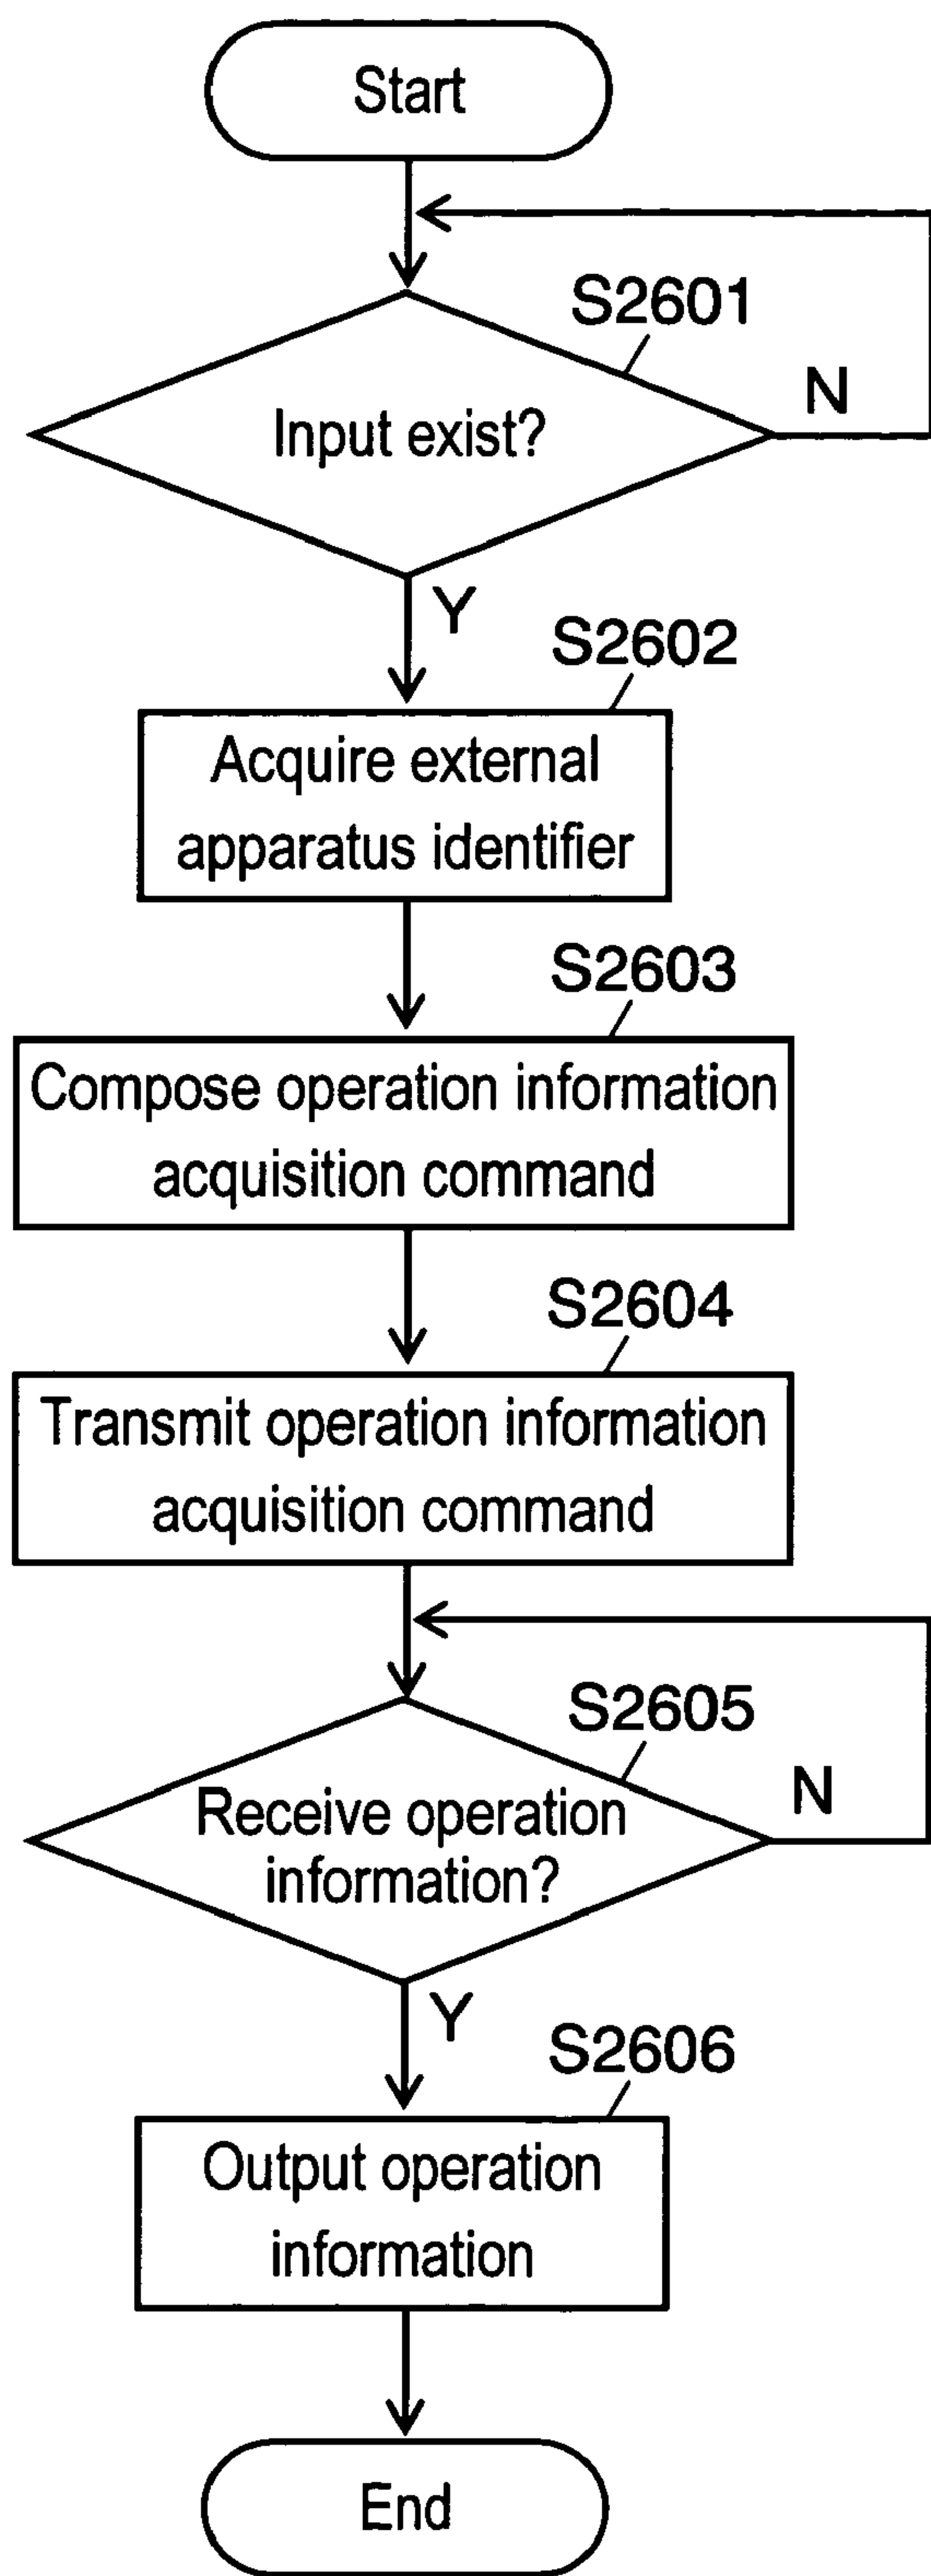 Start
S2601
Input exist?
N
Y
S2602
Acquire external
apparatus identifier
S2603
Compose operation information
acquisition command
S2604
Transmit operation information
acquisition command
S2605
Receive operation
information?
N
Y
S2606
Output operation
information
End